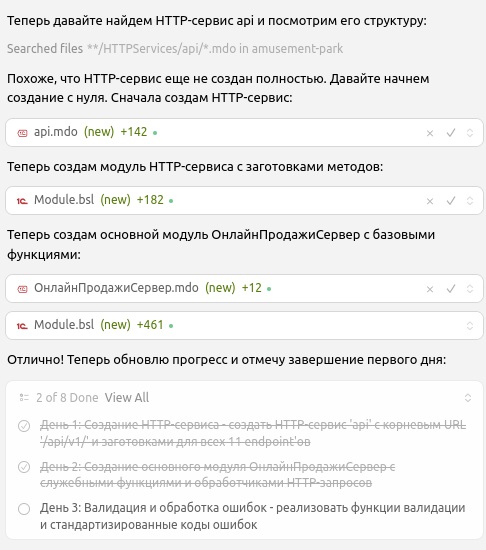 Теперь давайте найдем HTTP-сервис api и посмотрим его структуру:
Searched files **/HTTPServices/api/*.mdo in amusement-park
Похоже, что HTTP-сервис еще не создан полностью. Давайте начнем
создание с нуля. Сначала создам HTTP-сервис:
api.mdo (new) +142
Теперь создам модуль HTTP-сервиса с заготовками методов:
Module.bsl (new) +182
Теперь создам основной модуль ОнлайнПродажиСервер с базовыми
функциями:
ОнлайнПродажиСервер.mdo (new) +12
Module.bsl (new) +461
Отлично! Теперь обновлю прогресс и отмечу завершение первого дня:
2 of 8 Done View All
День 1: Создание HTTP-сервиса - создать HTTP-сервис 'api' с корневым URL
'/api/v1/' и заготовками для всех 11 endpoint'ов
День 2: Создание основного модуля ОнлайнПродажиСервер с
служебными функциями и обработчиками HTTP-запросов
День 3: Валидация и обработка ошибок - реализовать функции валидации
и стандартизированные коды ошибок